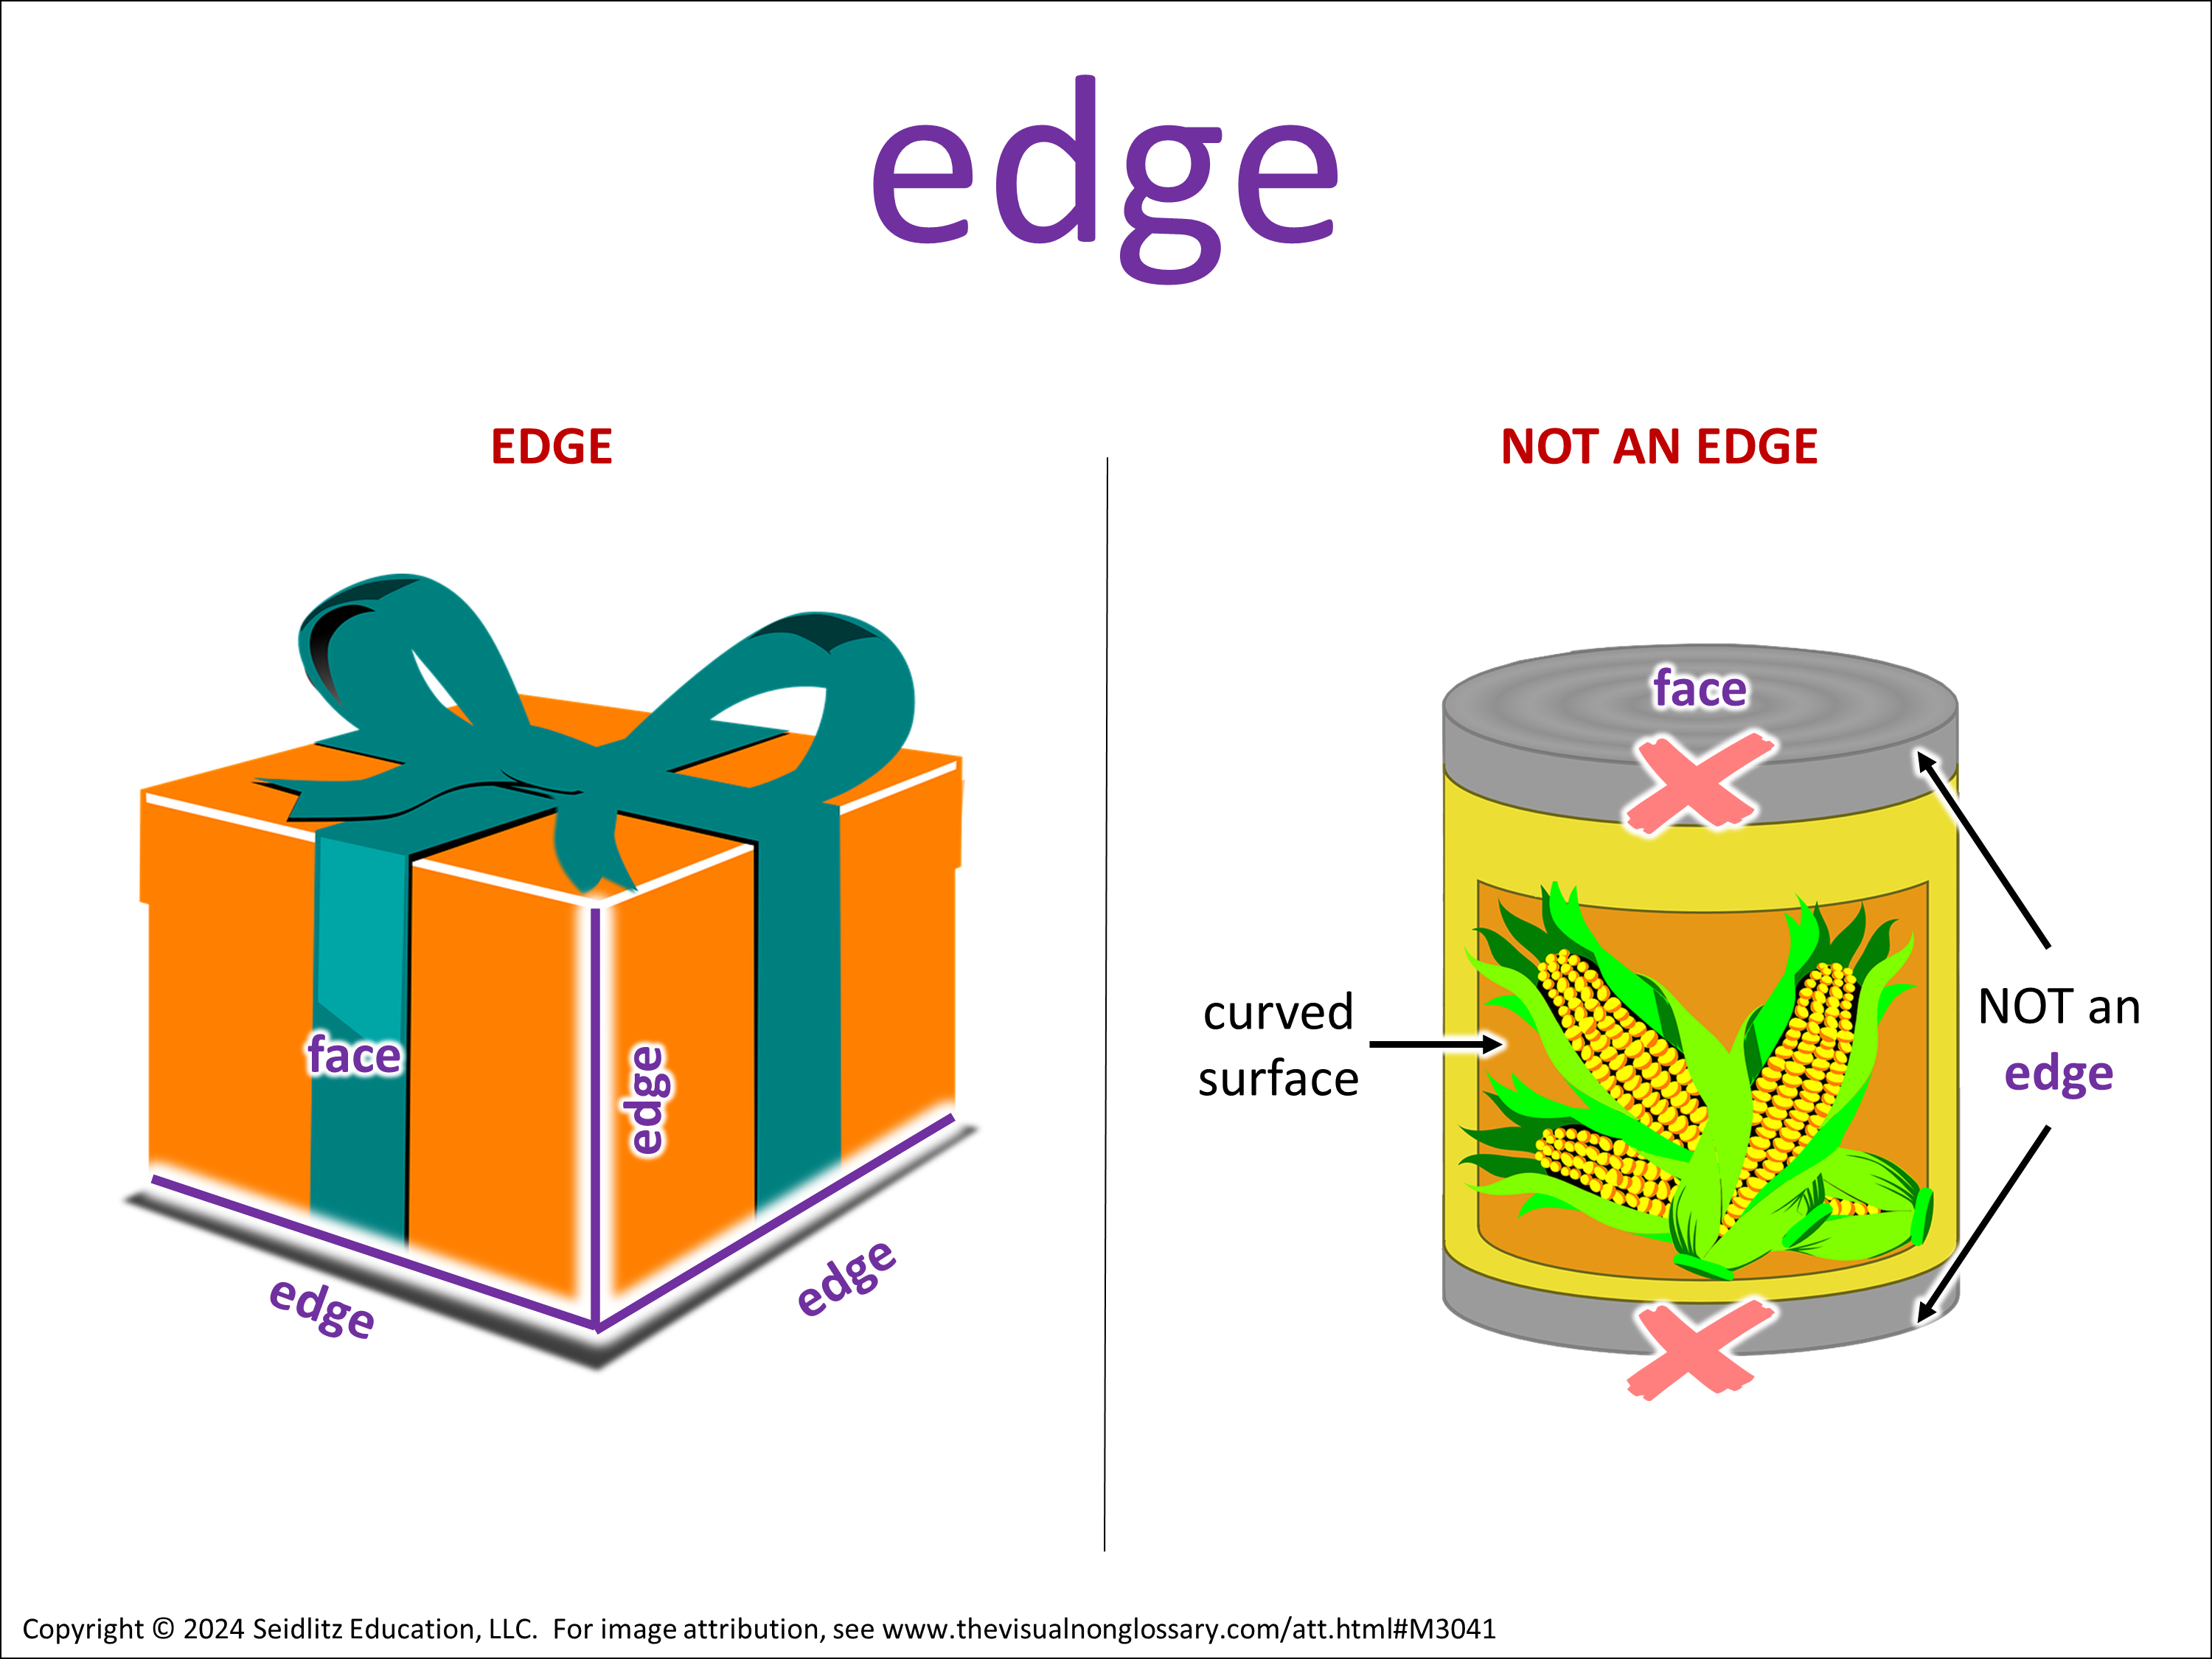 edge
EDGE
face
edge
edge
edge
NOT AN EDGE
face
curved
surface
NOT an
edge
Copyright © 2024 Seidlitz Education, LLC.  For image attribution, see www.thevisualnonglossary.com/att.html#M3041